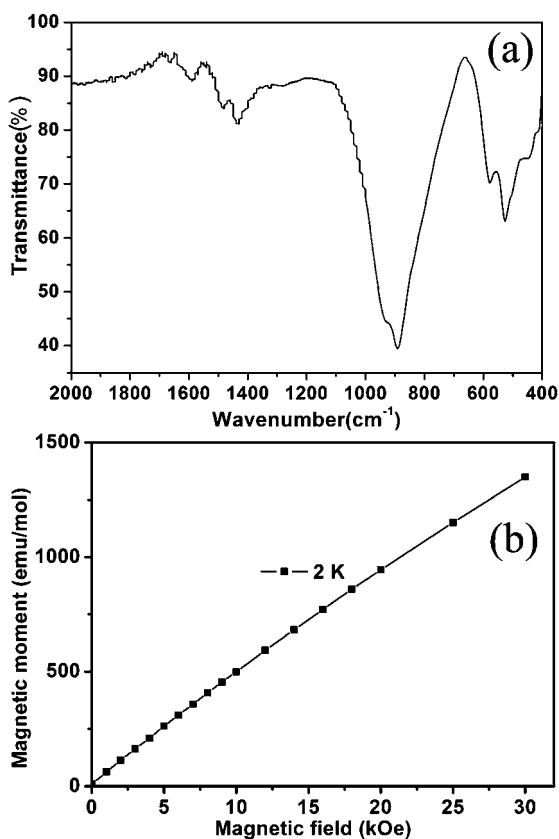 (a)
Transmittance(%)
100
90
80
70
60
50
40
2000 1800 1600 1400 1200 1000 800 600 400
Wavenumber(cm⁻¹)
(b)
Magnetic moment (emu/mol)
1500
1000
500
0
2 K
0 5 10 15 20 25 30
Magnetic field (kOe)